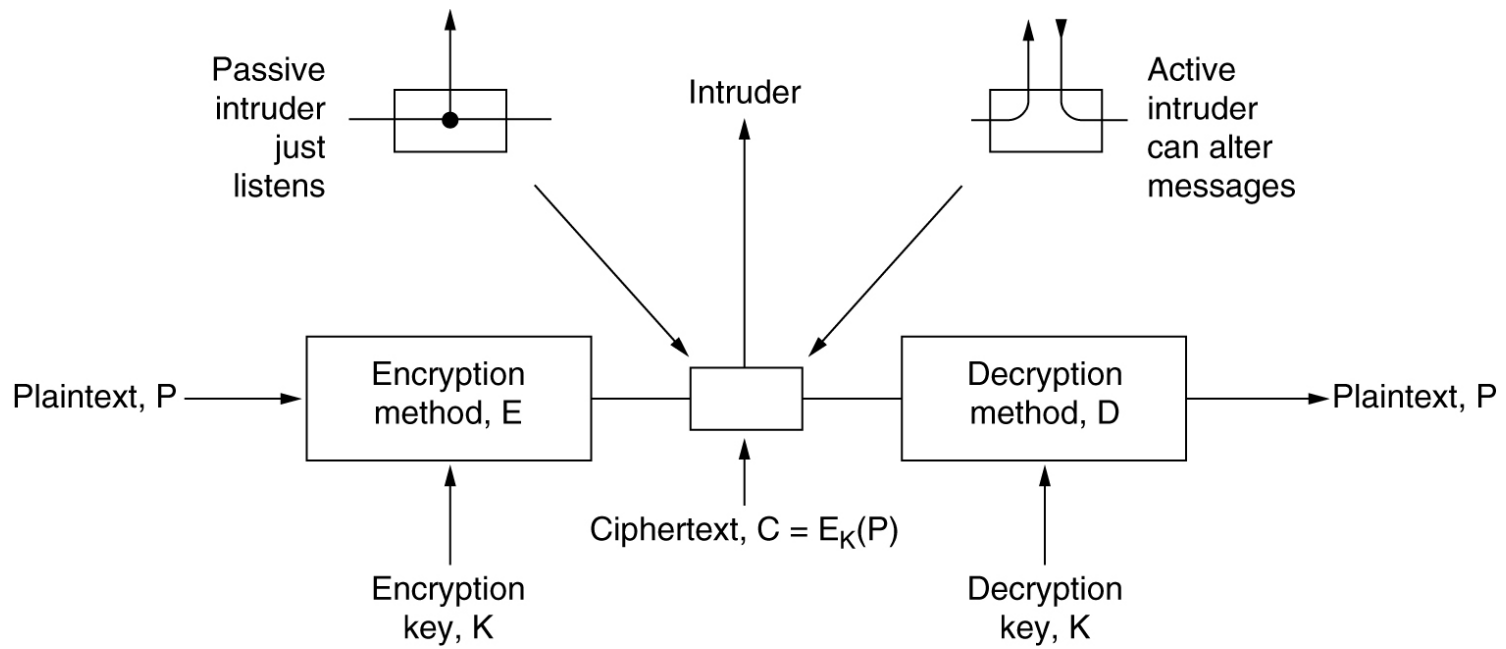 Passive
intruder
just
listens
Intruder
Active
intruder
can alter
messages
Plaintext, P
Encryption
method, E
Decryption
method, D
Plaintext, P
Ciphertext, C = E_K(P)
Encryption
key, K
Decryption
key, K